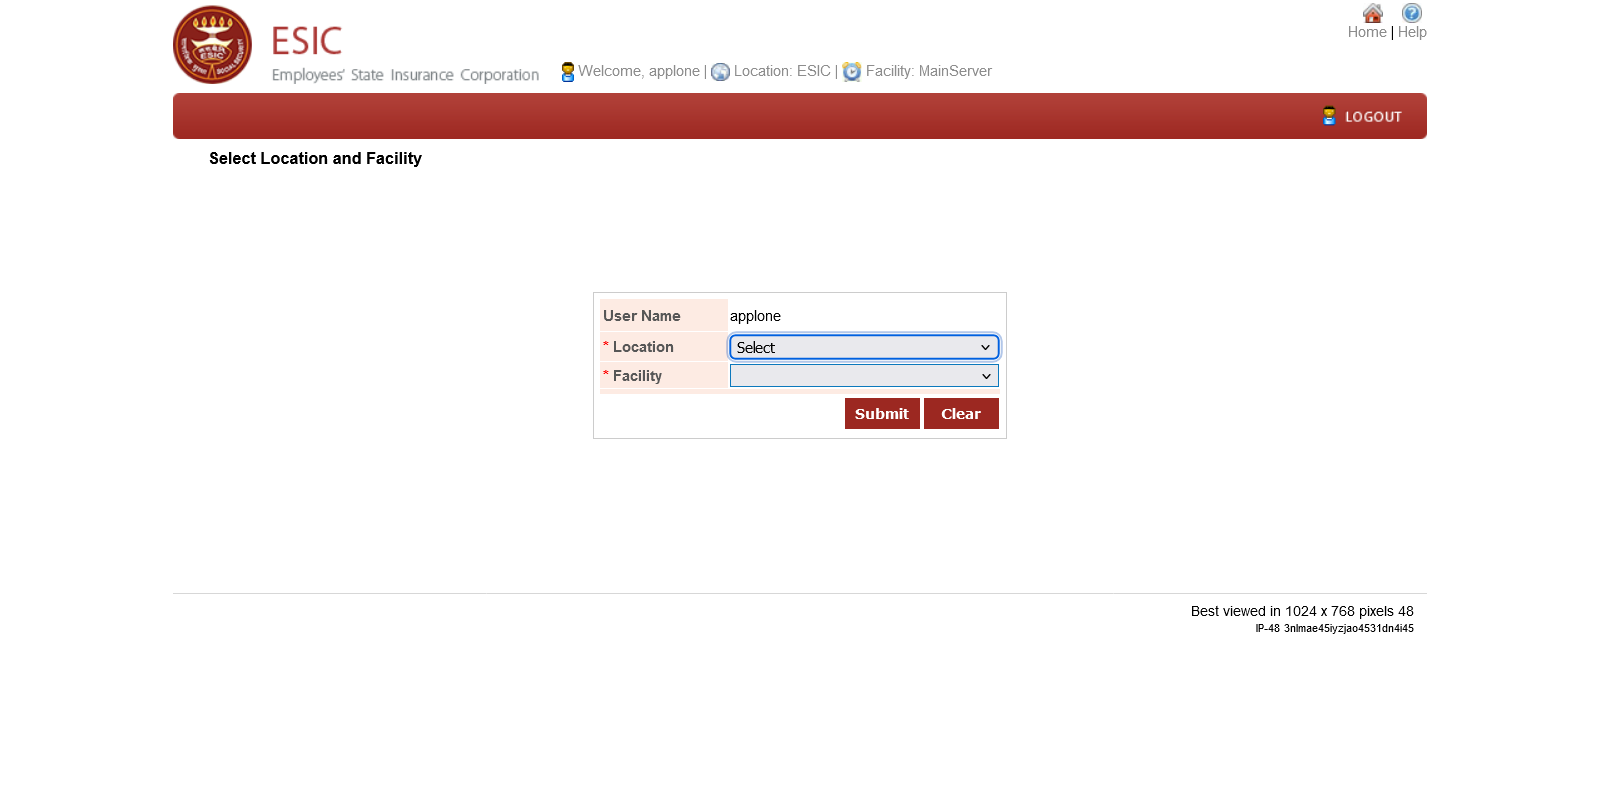 ESIC
Employees' State Insurance Corporation
Welcome, applone | Location: ESIC | Facility: MainServer
Home | Help
LOGOUT
Select Location and Facility
User Name applone
* Location Select
* Facility
Submit Clear
Best viewed in 1024 x 768 pixels 48
IP-48 3nlmae45iyzjao4531dn4i45